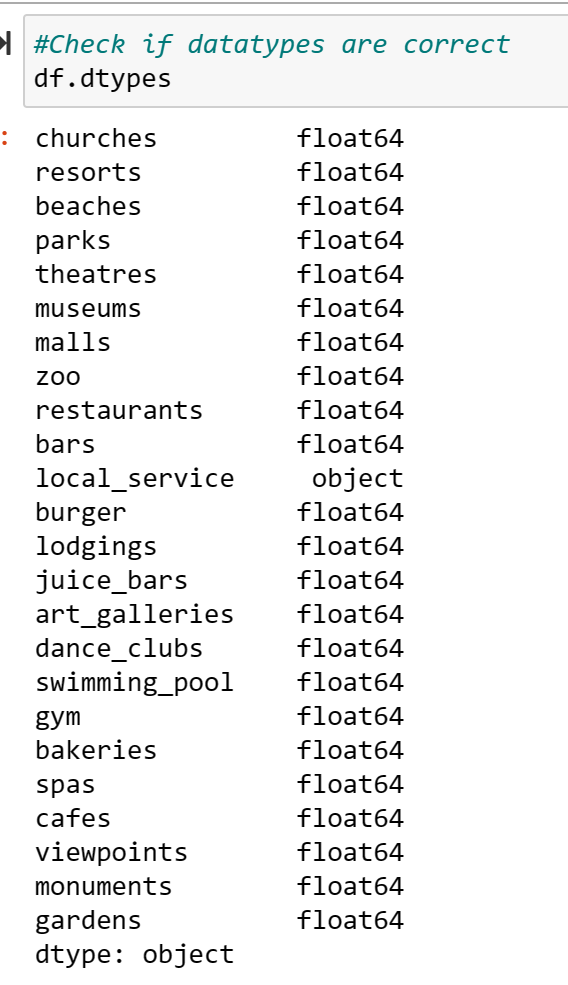 #Check if datatypes are correct
df.dtypes
:
churches float64
resorts float64
beaches float64
parks float64
theatres float64
museums float64
malls float64
zoo float64
restaurants float64
bars float64
local_service object
burger float64
lodgings float64
juice_bars float64
art_galleries float64
dance_clubs float64
swimming_pool float64
gym float64
bakeries float64
spas float64
cafes float64
viewpoints float64
monuments float64
gardens float64
dtype: object